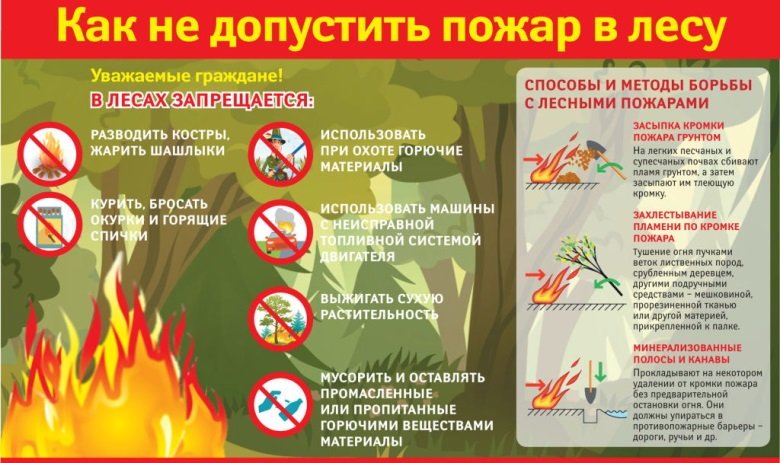 Как не допустить пожар в лесу
Уважаемые граждане!
В ЛЕСАХ ЗАПРЕЩАЕТСЯ:
РАЗВОДИТЬ КОСТРЫ,
ЖАРИТЬ ШАШЛЫКИ
КУРИТЬ, БРОСАТЬ
ОКУРКИ И ГОРЯЩИЕ
СПИЧКИ
ИСПОЛЬЗОВАТЬ
ПРИ ОХОТЕ ГОРЮЧИЕ
МАТЕРИАЛЫ
ИСПОЛЬЗОВАТЬ МАШИНЫ
С НЕИСПРАВНОЙ
ТОПЛИВНОЙ СИСТЕМОЙ
ДВИГАТЕЛЯ
ВЫЖИГАТЬ СУХУЮ
РАСТИТЕЛЬНОСТЬ
МУСОРИТЬ И ОСТАВЛЯТЬ
ПРОМАСЛЕННЫЕ
ИЛИ ПРОПИТАННЫЕ
ГОРЮЧИМИ ВЕЩЕСТВАМИ
МАТЕРИАЛЫ
СПОСОБЫ И МЕТОДЫ БОРЬБЫ
С ЛЕСНЫМИ ПОЖАРАМИ
ЗАСЫПКА КРОМКИ
ПОЖАРА ГРУНТОМ
На легких песчаных и
супесчаных почвах сбивают
пламя грунтом, а затем
засыпают им тлеющую
кромку.
ЗАХЛЕСТЫВАНИЕ
ПЛАМЕНИ ПО КРОМКЕ
ПОЖАРА
Тушение огня пучками
веток лиственных пород,
срубленным деревцем,
другими подручными
средствами – мешковиной,
прорезиненной тканью
или другой материей,
прикрепленной к палке.
МИНЕРАЛИЗОВАННЫЕ
ПОЛОСЫ И КАНАВЫ
Прокладывают на некотором
удалении от кромки пожара
без предварительной
остановки огня. Они
должны упираться в
противопожарные барьеры –
дороги, ручьи и др.